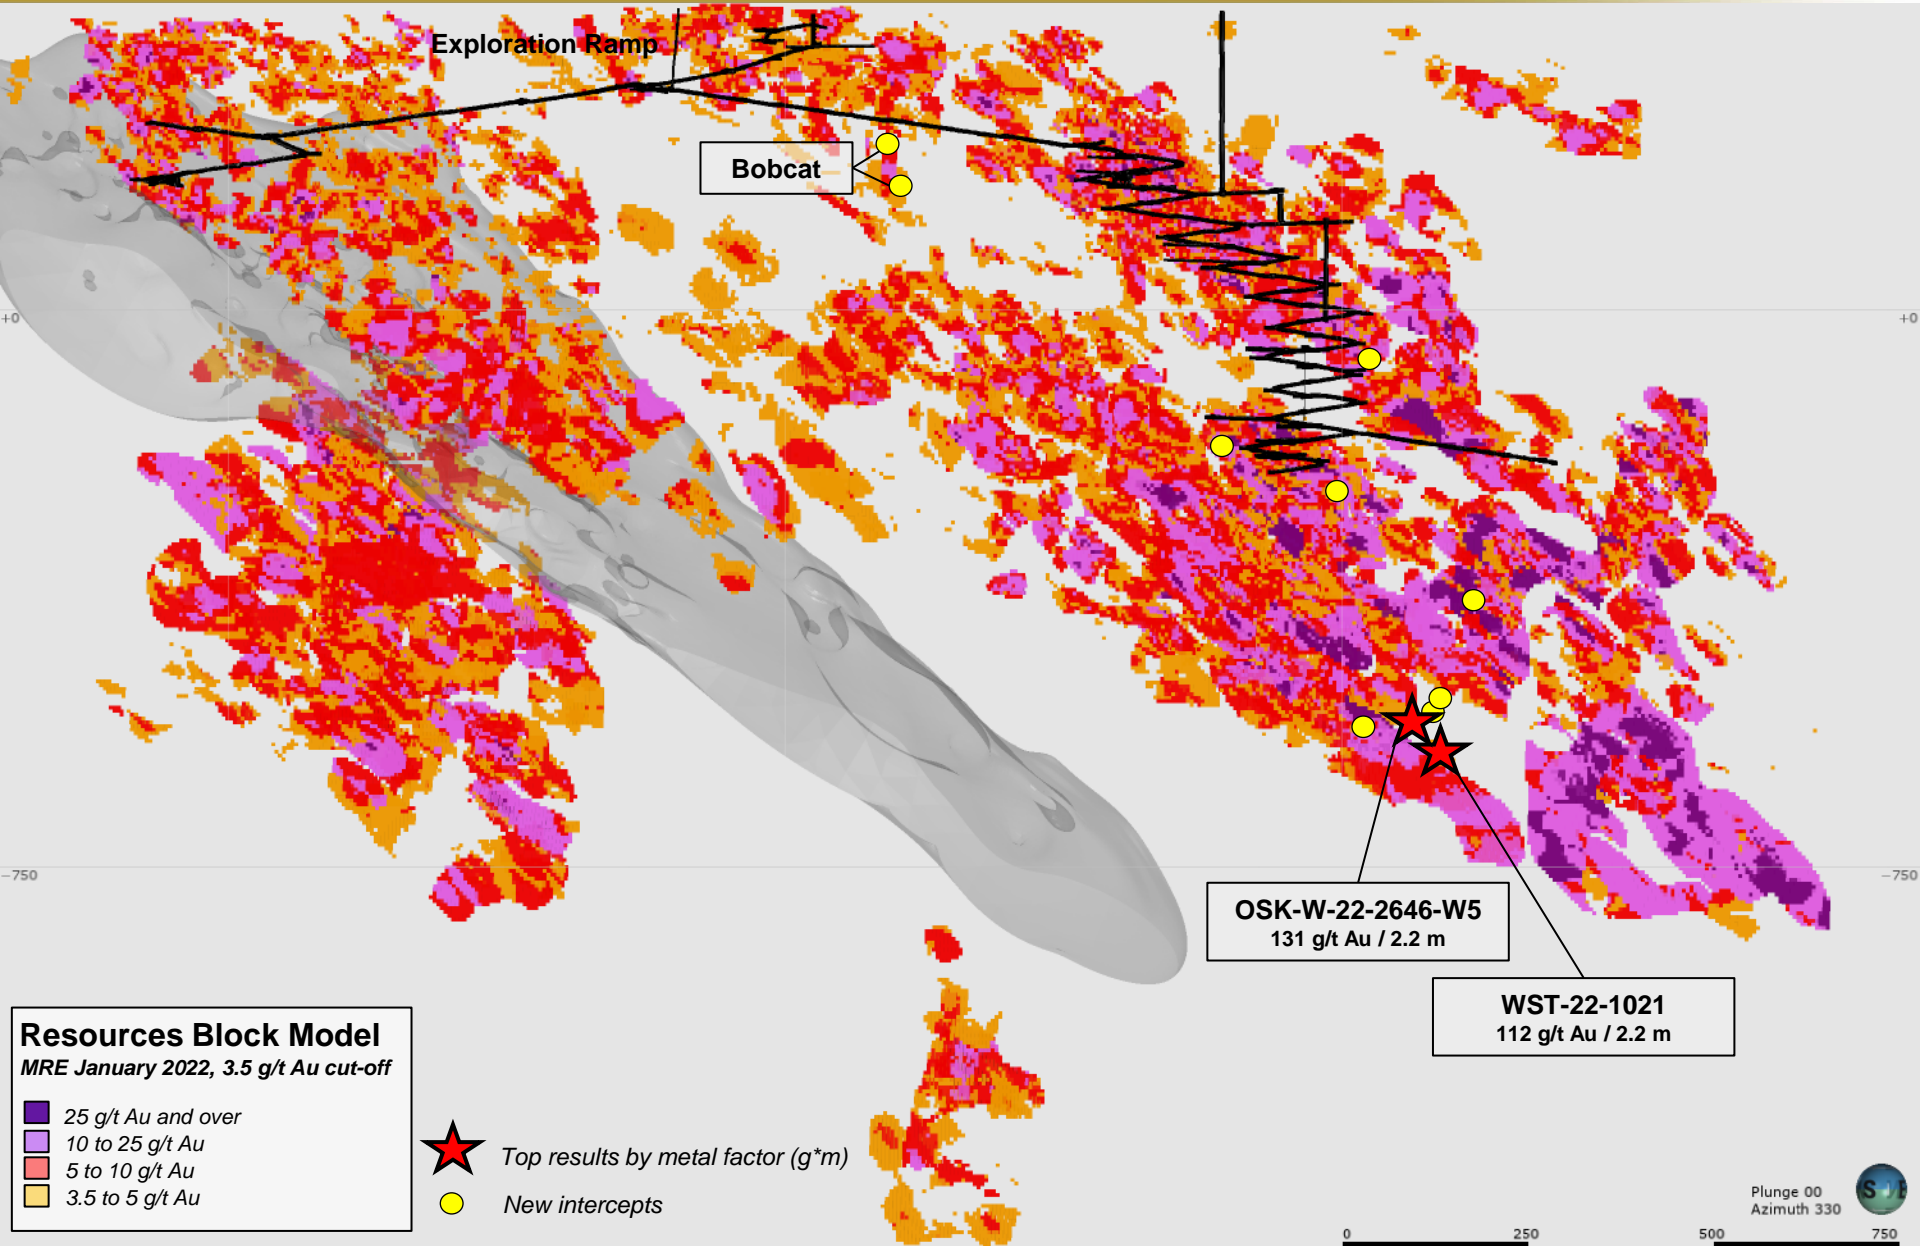 Exploration Ramp
Bobcat
+0
+0
−750
−750
OSK-W-22-2646-W5
131 g/t Au / 2.2 m
WST-22-1021
112 g/t Au / 2.2 m
Resources Block Model
MRE January 2022, 3.5 g/t Au cut-off
25 g/t Au and over
10 to 25 g/t Au
5 to 10 g/t Au
3.5 to 5 g/t Au
Top results by metal factor (g*m)
New intercepts
Plunge 00
Azimuth 330
0 250 500 750